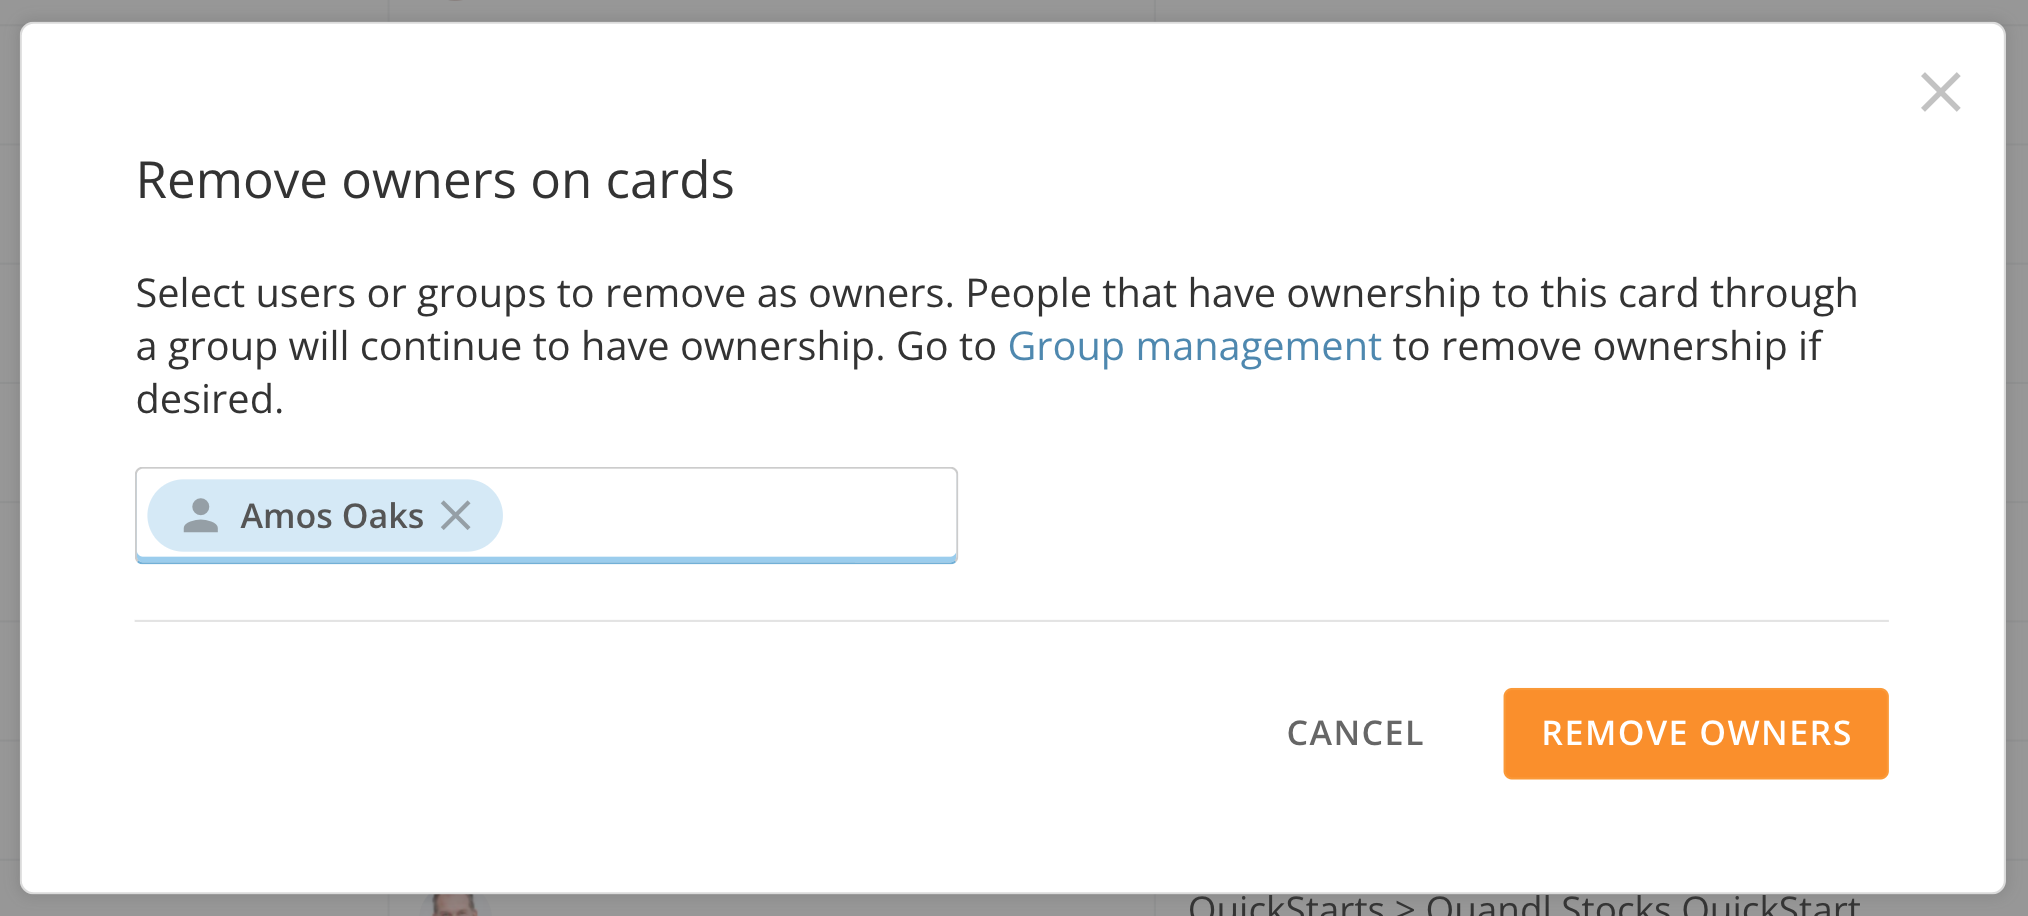 Remove owners on cards
Select users or groups to remove as owners. People that have ownership to this card through
a group will continue to have ownership. Go to Group management to remove ownership if
desired.
Amos Oaks
CANCEL
REMOVE OWNERS
QuickStarts > Quandl Stocks QuickStart